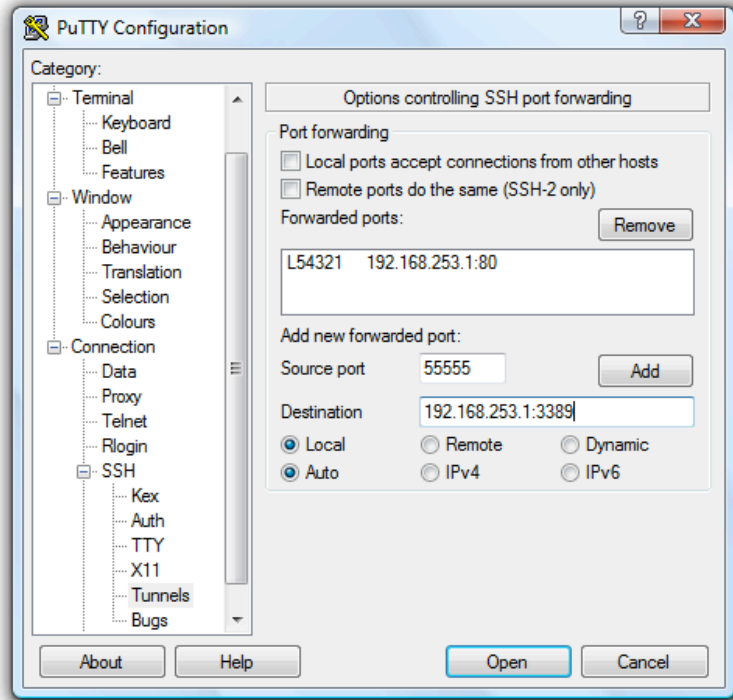 PuTTY Configuration
?
Category:
Terminal
Keyboard
Bell
Features
Window
Appearance
Behaviour
Translation
Selection
Colours
Connection
Data
Proxy
Telnet
Rlogin
SSH
Kex
Auth
TTY
X11
Tunnels
Bugs
Options controlling SSH port forwarding
Port forwarding
Local ports accept connections from other hosts
Remote ports do the same (SSH-2 only)
Forwarded ports:
Remove
L54321 192.168.253.1:80
Add new forwarded port:
Source port 55555 Add
Destination 192.168.253.1:3389
Local Remote Dynamic
Auto IPv4 IPv6
About Help Open Cancel